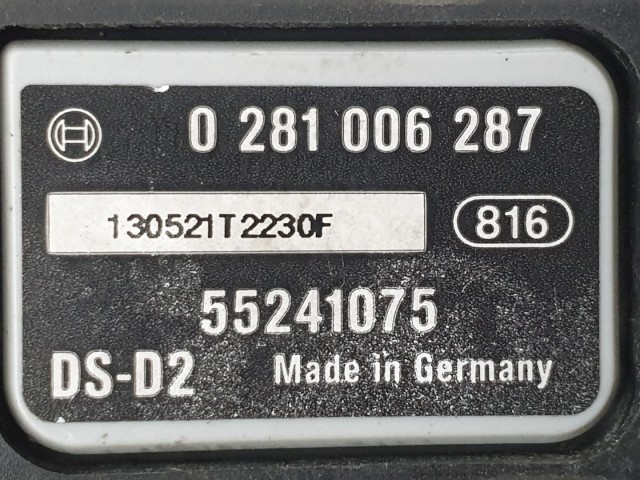 0 281 006 287
130521T2230F 816
55241075
DS-D2 Made in Germany